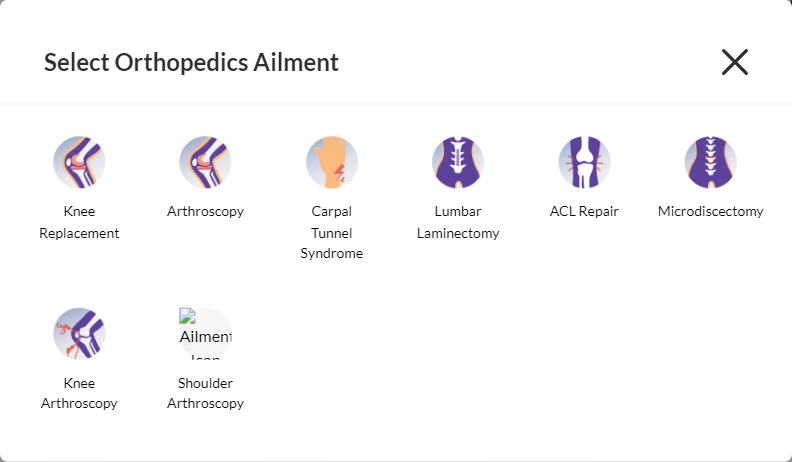 Select Orthopedics Ailment
Knee
Replacement
Arthroscopy
Carpal
Tunnel
Syndrome
Lumbar
Laminectomy
ACL Repair
Microdiscectomy
Knee
Arthroscopy
Ailment
Icon
Shoulder
Arthroscopy